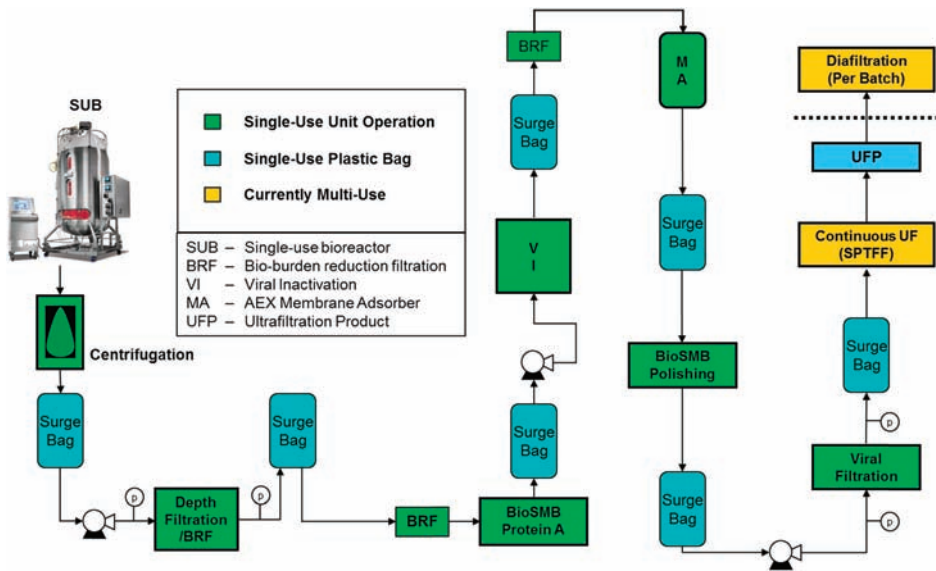 SUB
Single-Use Unit Operation
Single-Use Plastic Bag
Currently Multi-Use
SUB – Single-use bioreactor
BRF – Bio-burden reduction filtration
VI – Viral Inactivation
MA – AEX Membrane Adsorber
UFP – Ultrafiltration Product
Centrifugation
Surge
Bag
p
Depth
Filtration
/BRF
p
Surge
Bag
BRF
BioSMB
Protein A
Surge
Bag
V
I
Surge
Bag
BRF
M
A
Surge
Bag
BioSMB
Polishing
Surge
Bag
p
Viral
Filtration
p
Surge
Bag
Continuous UF
(SPTFF)
UFP
Diafiltration
(Per Batch)